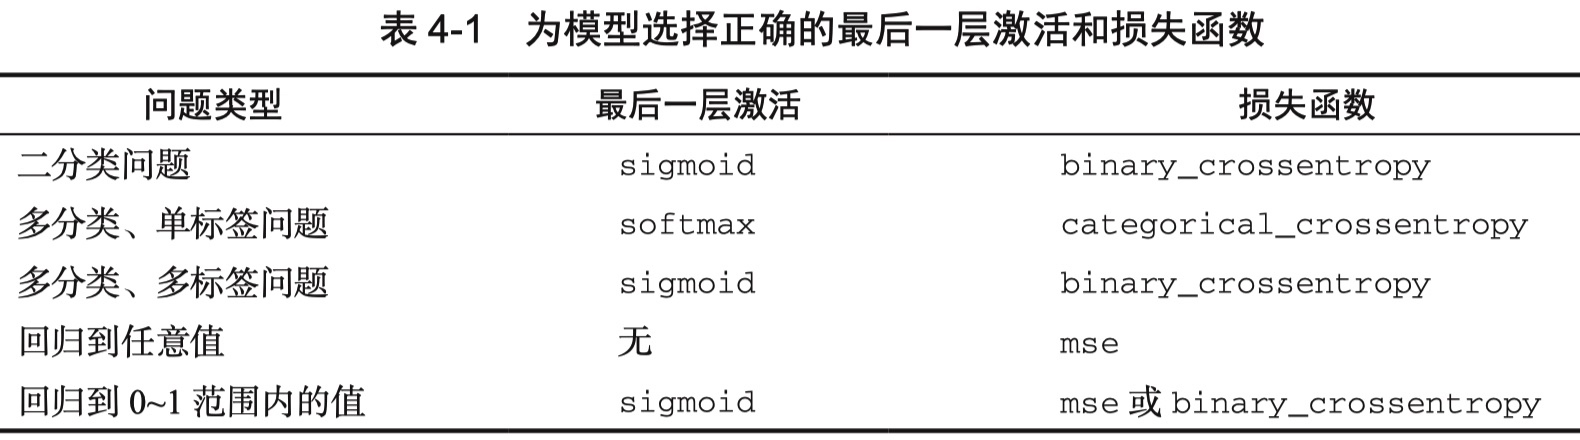 表 4-1 为模型选择正确的最后一层激活和损失函数
问题类型 最后一层激活 损失函数
二分类问题 sigmoid binary_crossentropy
多分类、单标签问题 softmax categorical_crossentropy
多分类、多标签问题 sigmoid binary_crossentropy
回归到任意值 无 mse
回归到 0~1 范围内的值 sigmoid mse 或 binary_crossentropy